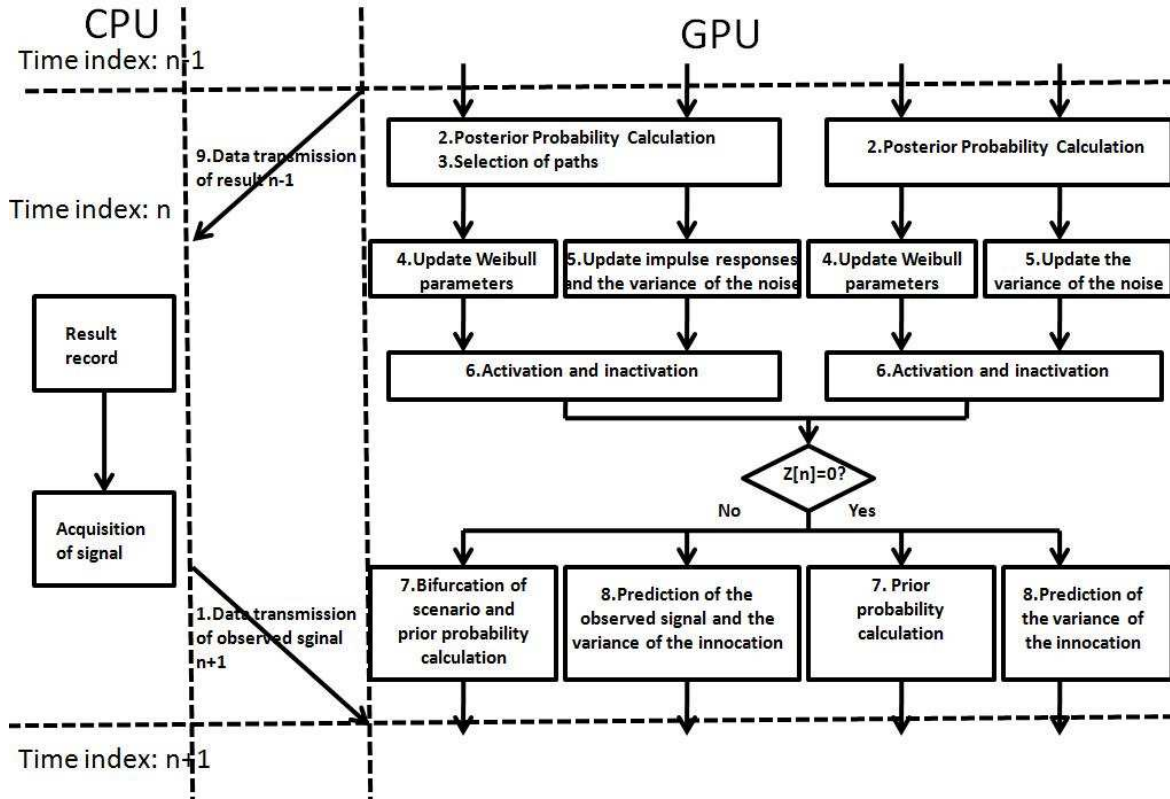 CPU
GPU
Time index: n-1
2.Posterior Probability Calculation
3.Selection of paths
2.Posterior Probability Calculation
9.Data transmission
of result n-1
Time index: n
4.Update Weibull
parameters
5.Update impulse responses
and the variance of the noise
4.Update Weibull
parameters
5.Update the
variance of the noise
Result
record
6.Activation and inactivation
6.Activation and inactivation
Z[n]=0?
No
Yes
Acquisition
of signal
1.Data transmission
of observed sginal
n+1
7.Bifurcation of
scenario and
prior probability
calculation
8.Prediction of the
observed signal and the
variance of the innocation
7. Prior
probability
calculation
8.Prediction of
the variance of
the innocation
Time index: n+1